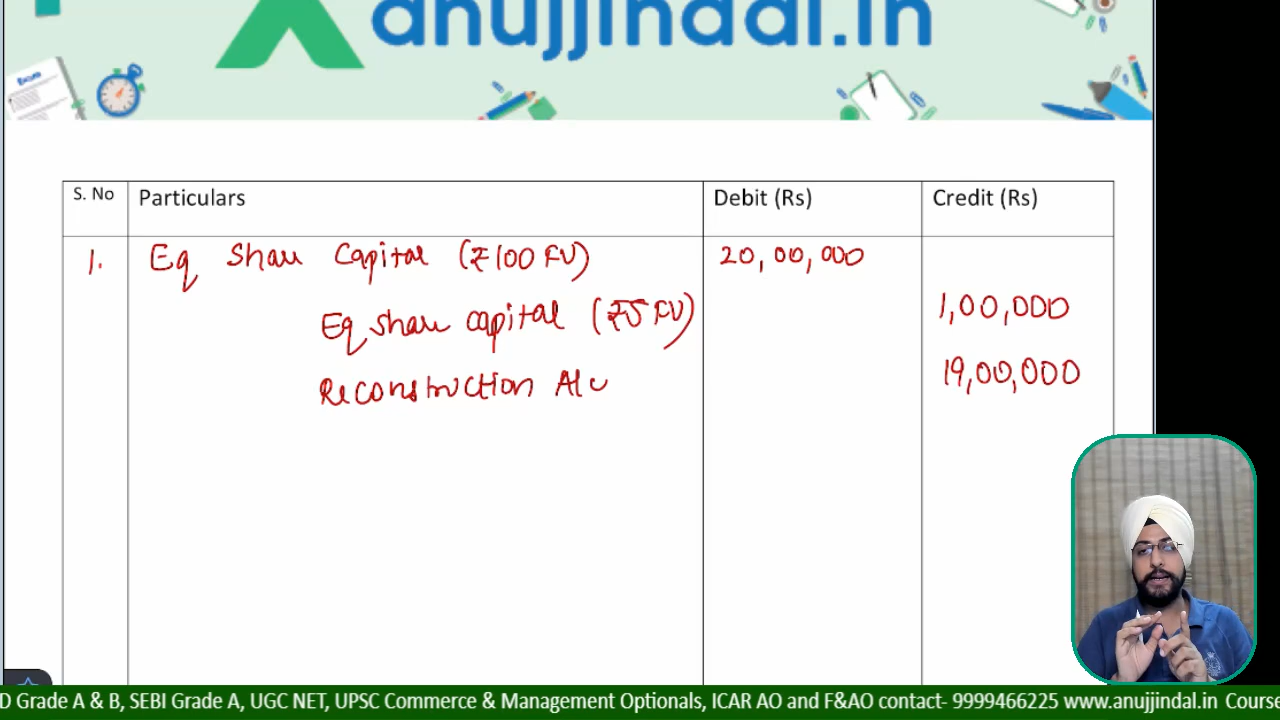 anujjindal.in
S. No Particulars Debit (Rs) Credit (Rs)
1. Eq Share Capital (₹100 FV) 20,00,000
Eq Share Capital (₹5 FV) 1,00,000
Reconstruction A/c 19,00,000
D Grade A & B, SEBI Grade A, UGC NET, UPSC Commerce & Management Optionals, ICAR AO and F&AO contact- 9999466225 www.anujjindal.in Course